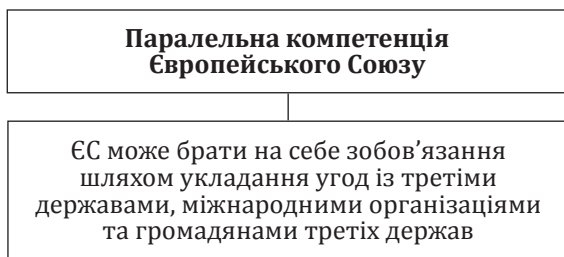 Паралельна компетенція
Європейського Союзу
ЄС може брати на себе зобов’язання
шляхом укладання угод із третіми
державами, міжнародними організаціями
та громадянами третіх держав